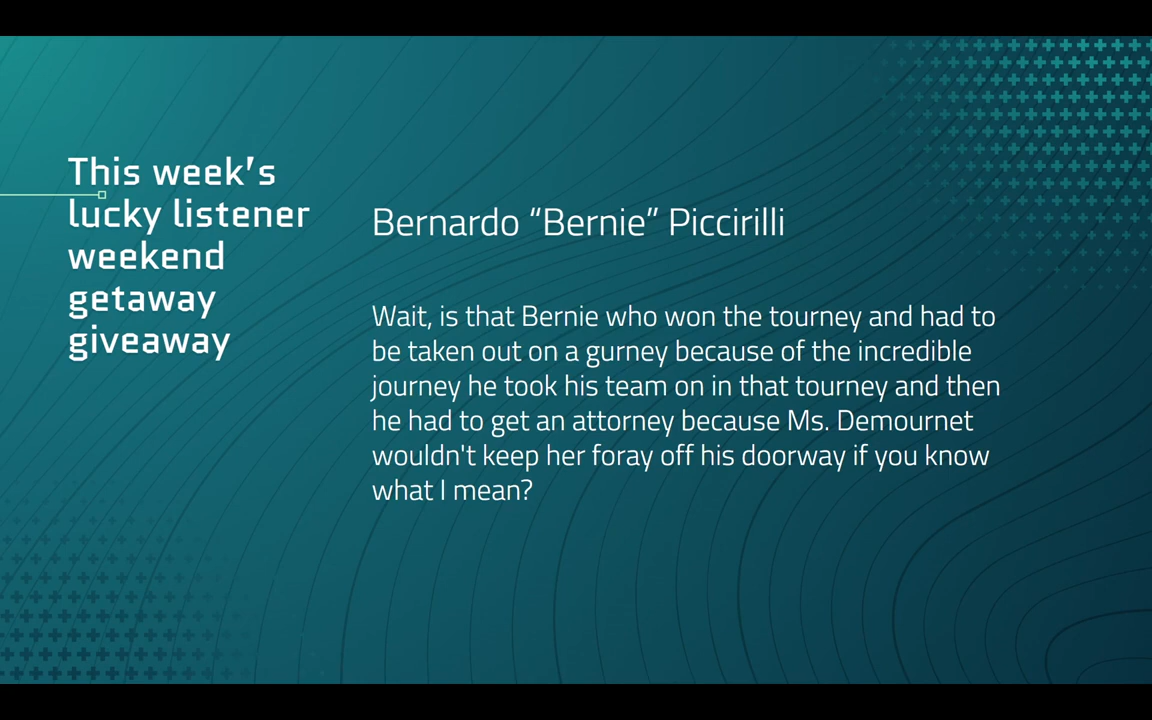 This week's
lucky listener
weekend
getaway
giveaway
Bernardo “Bernie” Piccirilli
Wait, is that Bernie who won the tourney and had to
be taken out on a gurney because of the incredible
journey he took his team on in that tourney and then
he had to get an attorney because Ms. Demournet
wouldn't keep her foray off his doorway if you know
what I mean?